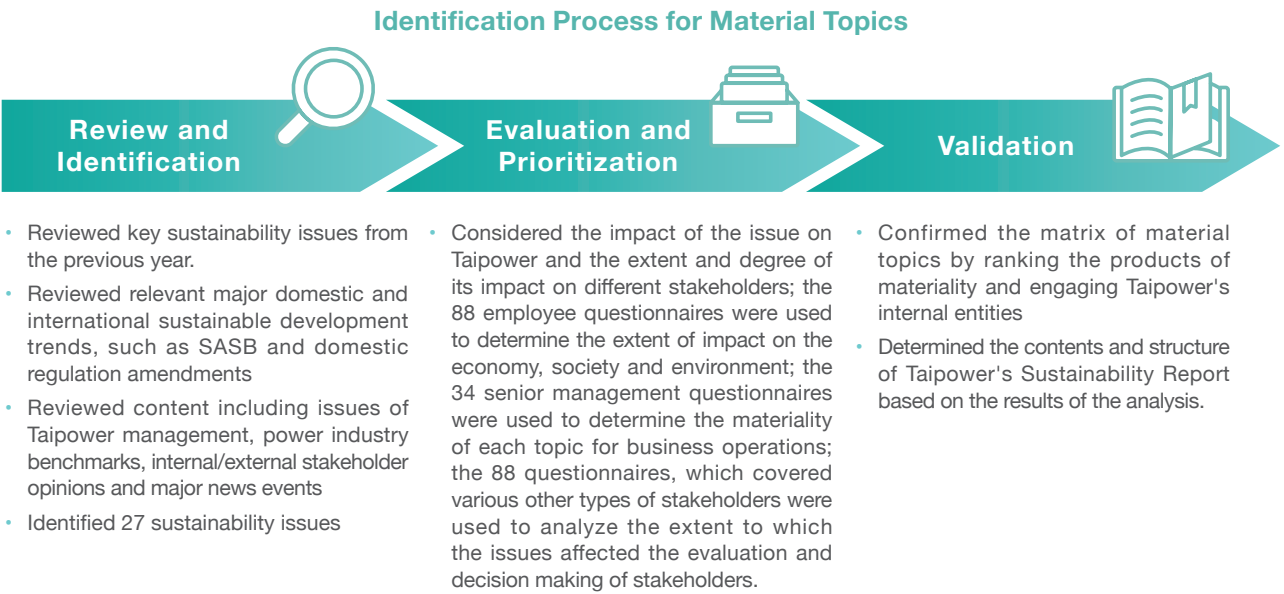 Identification Process for Material Topics
Review and
Identification
• Reviewed key sustainability issues from
the previous year.
• Reviewed relevant major domestic and
international sustainable development
trends, such as SASB and domestic
regulation amendments
• Reviewed content including issues of
Taipower management, power industry
benchmarks, internal/external stakeholder
opinions and major news events
• Identified 27 sustainability issues
Evaluation and
Prioritization
• Considered the impact of the issue on
Taipower and the extent and degree of
its impact on different stakeholders; the
88 employee questionnaires were used
to determine the extent of impact on the
economy, society and environment; the
34 senior management questionnaires
were used to determine the materiality
of each topic for business operations;
the 88 questionnaires, which covered
various other types of stakeholders were
used to analyze the extent to which
the issues affected the evaluation and
decision making of stakeholders.
Validation
• Confirmed the matrix of material
topics by ranking the products of
materiality and engaging Taipower's
internal entities
• Determined the contents and structure
of Taipower's Sustainability Report
based on the results of the analysis.